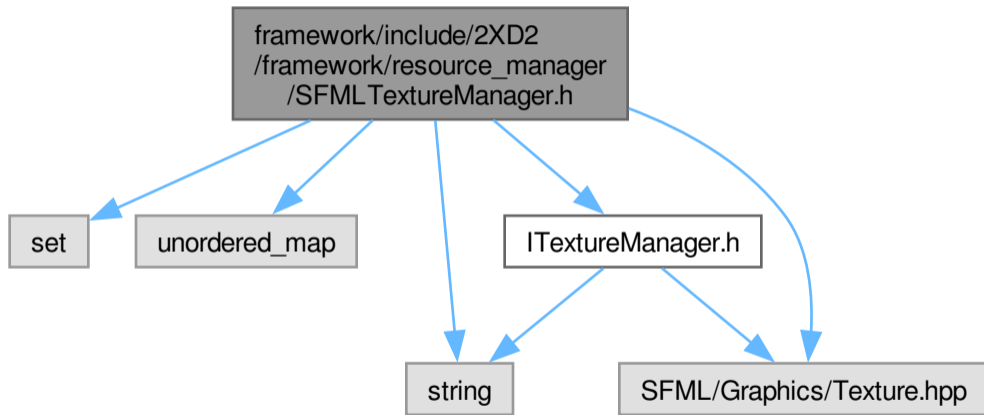 framework/include/2XD2
/framework/resource_manager
/SFMLTextureManager.h
set
unordered_map
ITextureManager.h
string
SFML/Graphics/Texture.hpp